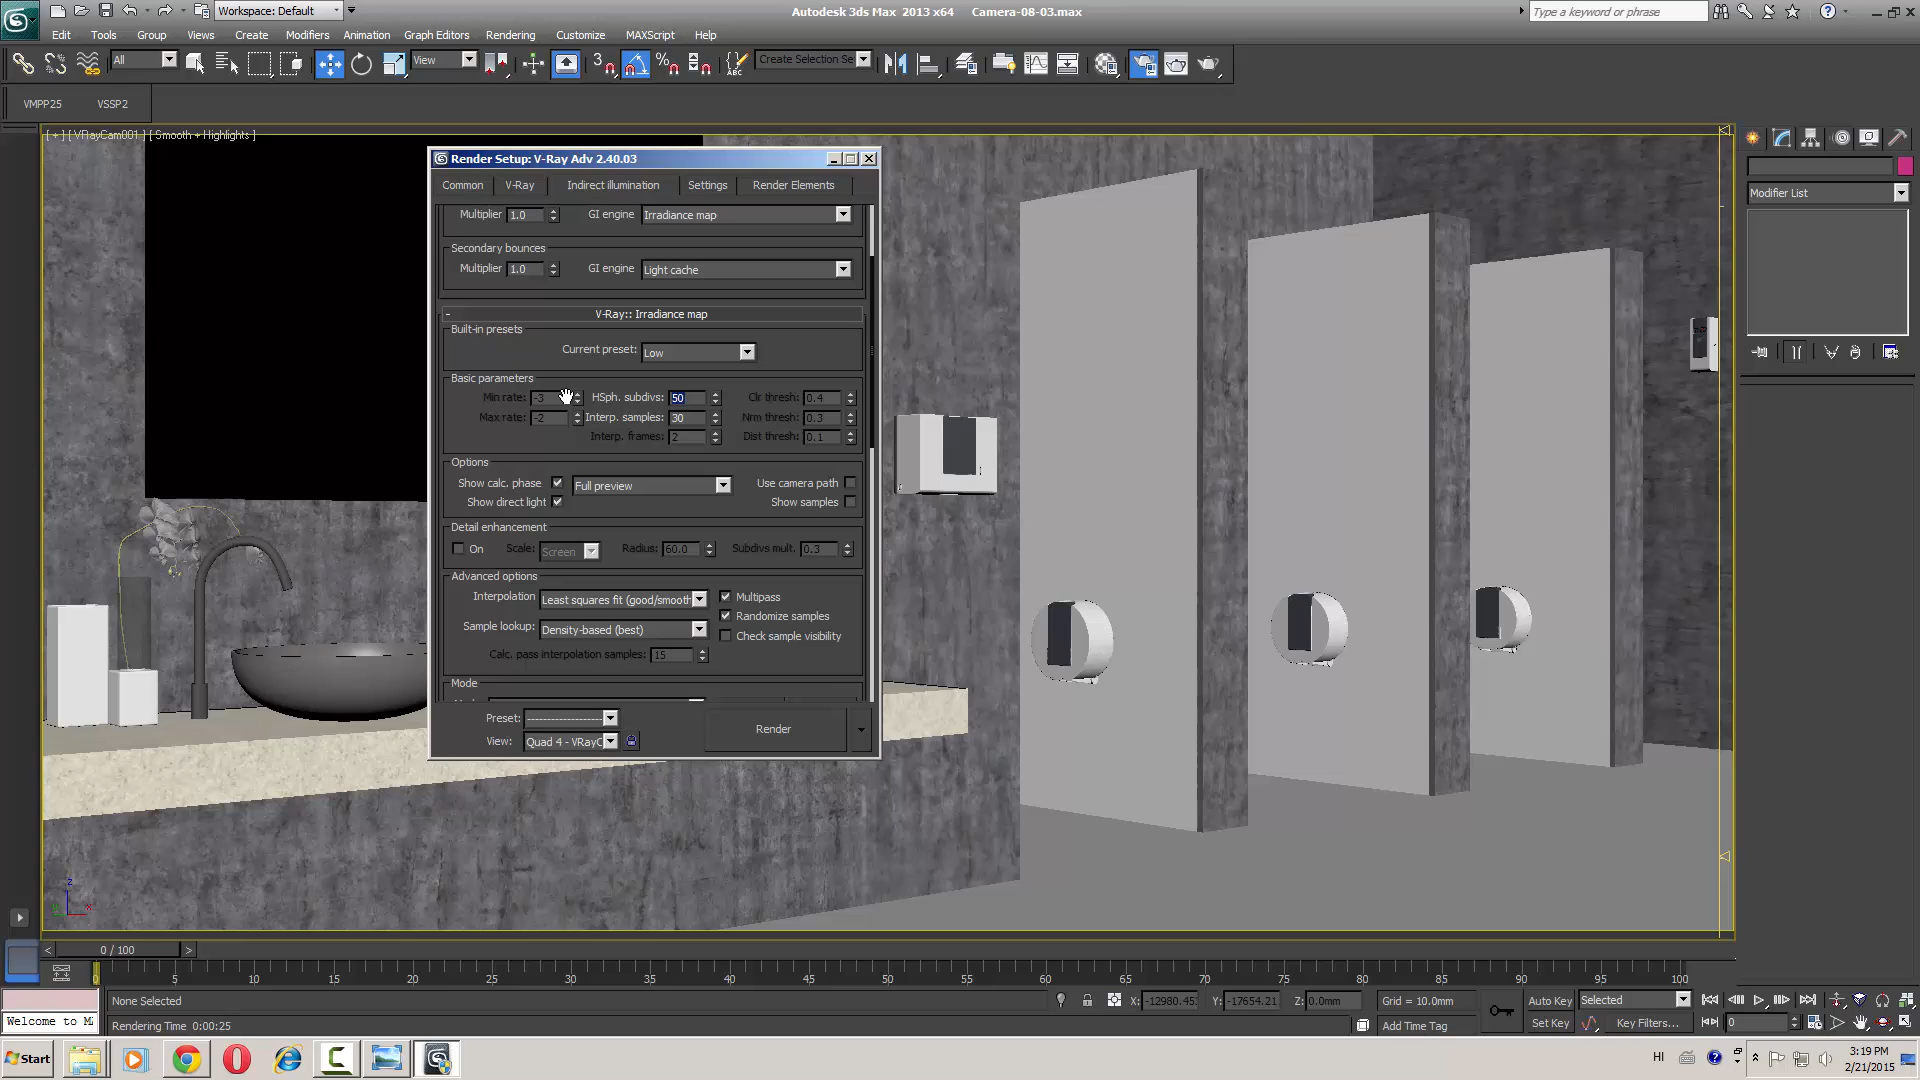 Workspace: Default
Autodesk 3ds Max 2013 x64 Camera-08-03.max
Type a keyword or phrase
Edit Tools Group Views Create Modifiers Animation Graph Editors Rendering Customize MAXScript Help
All View Create Selection Se
VMPP25 VSSP2
[ + ] [ VRayCam001 ] [ Smooth + Highlights ]
Render Setup: V-Ray Adv 2.40.03
Common V-Ray Indirect illumination Settings Render Elements
Modifier List
Multiplier 1.0 GI engine Irradiance map
Secondary bounces
Multiplier 1.0 GI engine Light cache
- V-Ray:: Irradiance map
Built-in presets
Current preset: Low
Basic parameters
Min rate: -3 HSph. subdivs: 50 Clr thresh: 0.4
Max rate: -2 Interp. samples: 30 Nrm thresh: 0.3
Interp. frames: 2 Dist thresh: 0.1
Options
Show calc. phase Full preview Use camera path
Show direct light Show samples
Detail enhancement
On Scale: Screen Radius: 60.0 Subdivs mult. 0.3
Advanced options
Interpolation Least squares fit (good/smooth Multipass
Randomize samples
Sample lookup: Density-based (best) Check sample visibility
Calc. pass interpolation samples: 15
Mode
Preset: --------------------
View: Quad 4 - VRayC Render
z
x
0 / 100
0 5 10 15 20 25 30 35 40 45 50 55 60 65 70 75 80 85 90 95 100
None Selected X: -12980.453 Y: -17654.21 Z: 0.0mm Grid = 10.0mm Auto Key Selected
Welcome to MA Rendering Time 0:00:25 Add Time Tag Set Key Key Filters... 0
Start HI 3:19 PM
2/21/2015